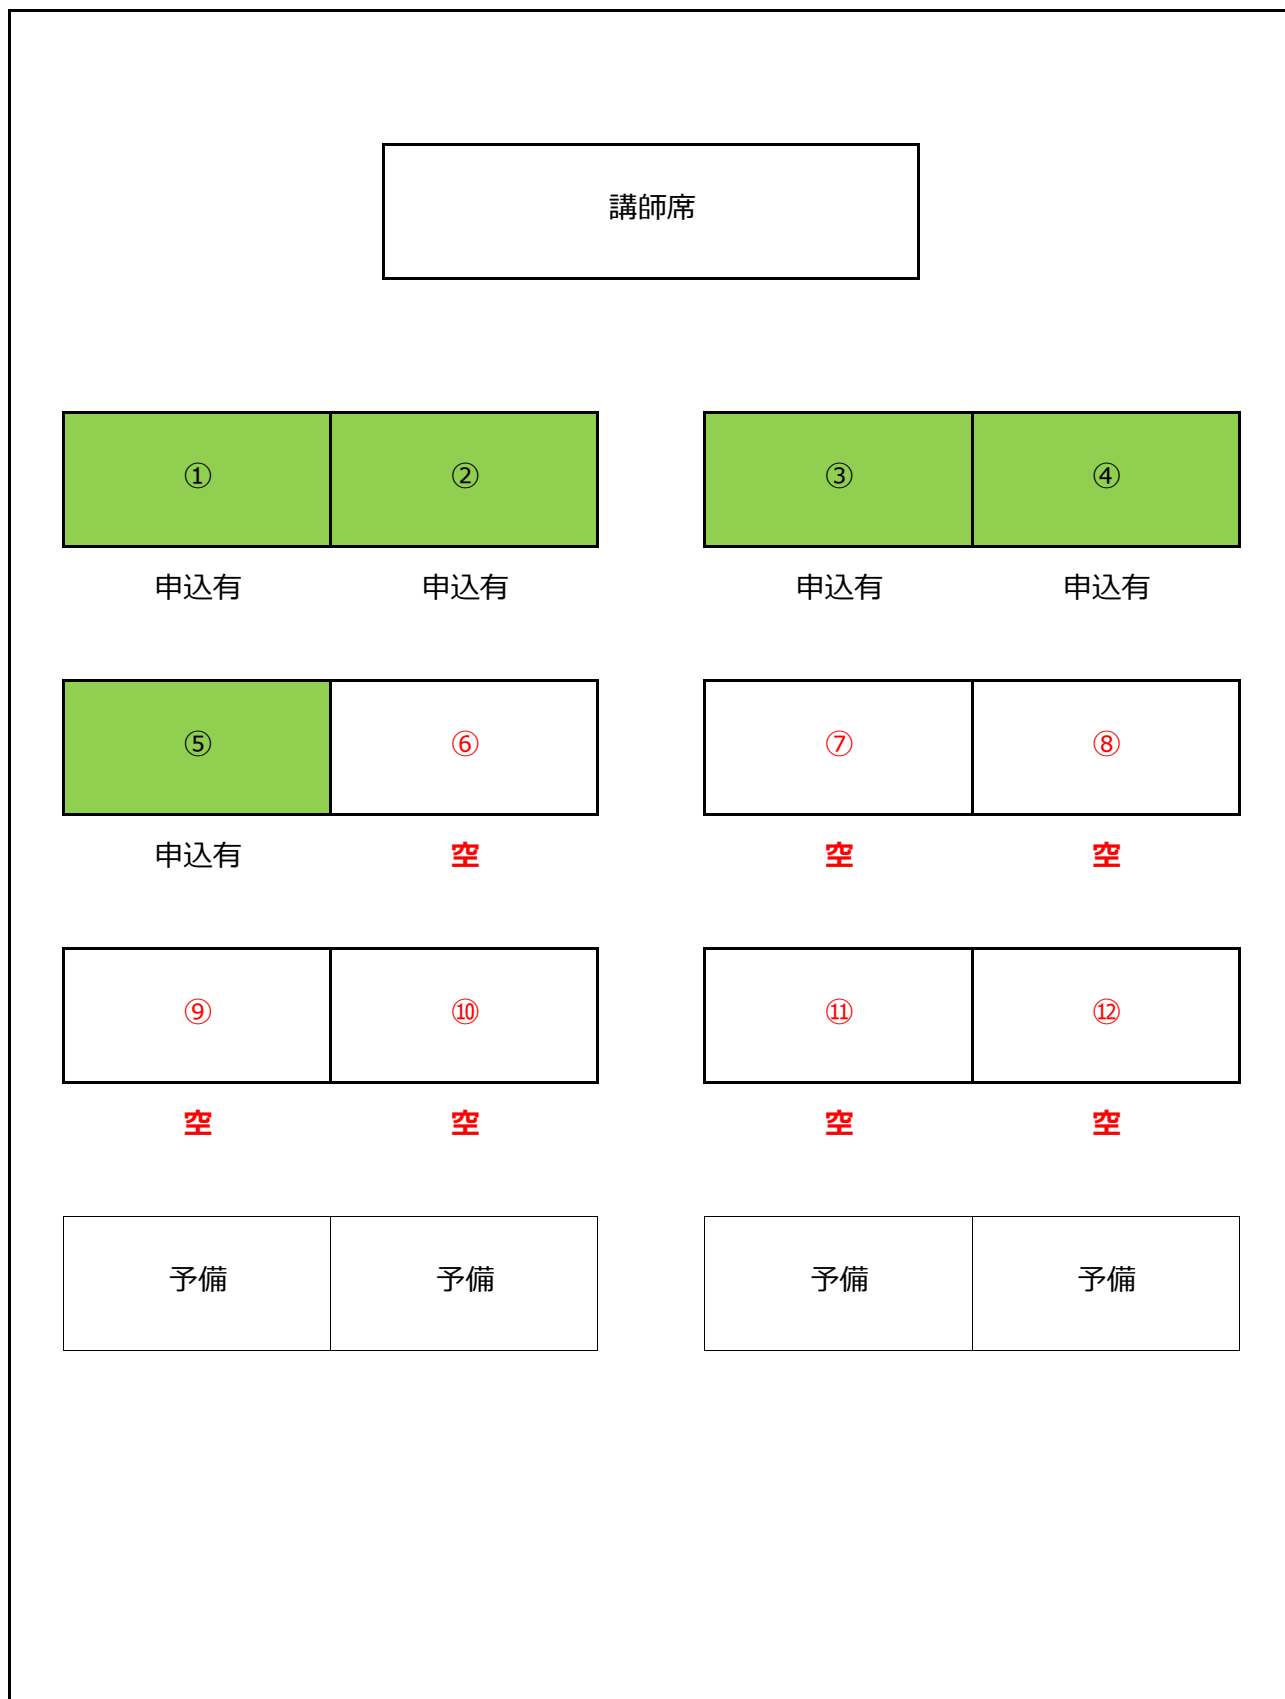 講師席
① ② ③ ④
申込有 申込有 申込有 申込有
⑤ ⑥ ⑦ ⑧
申込有 空 空 空
⑨ ⑩ ⑪ ⑫
空 空 空 空
予備 予備 予備 予備